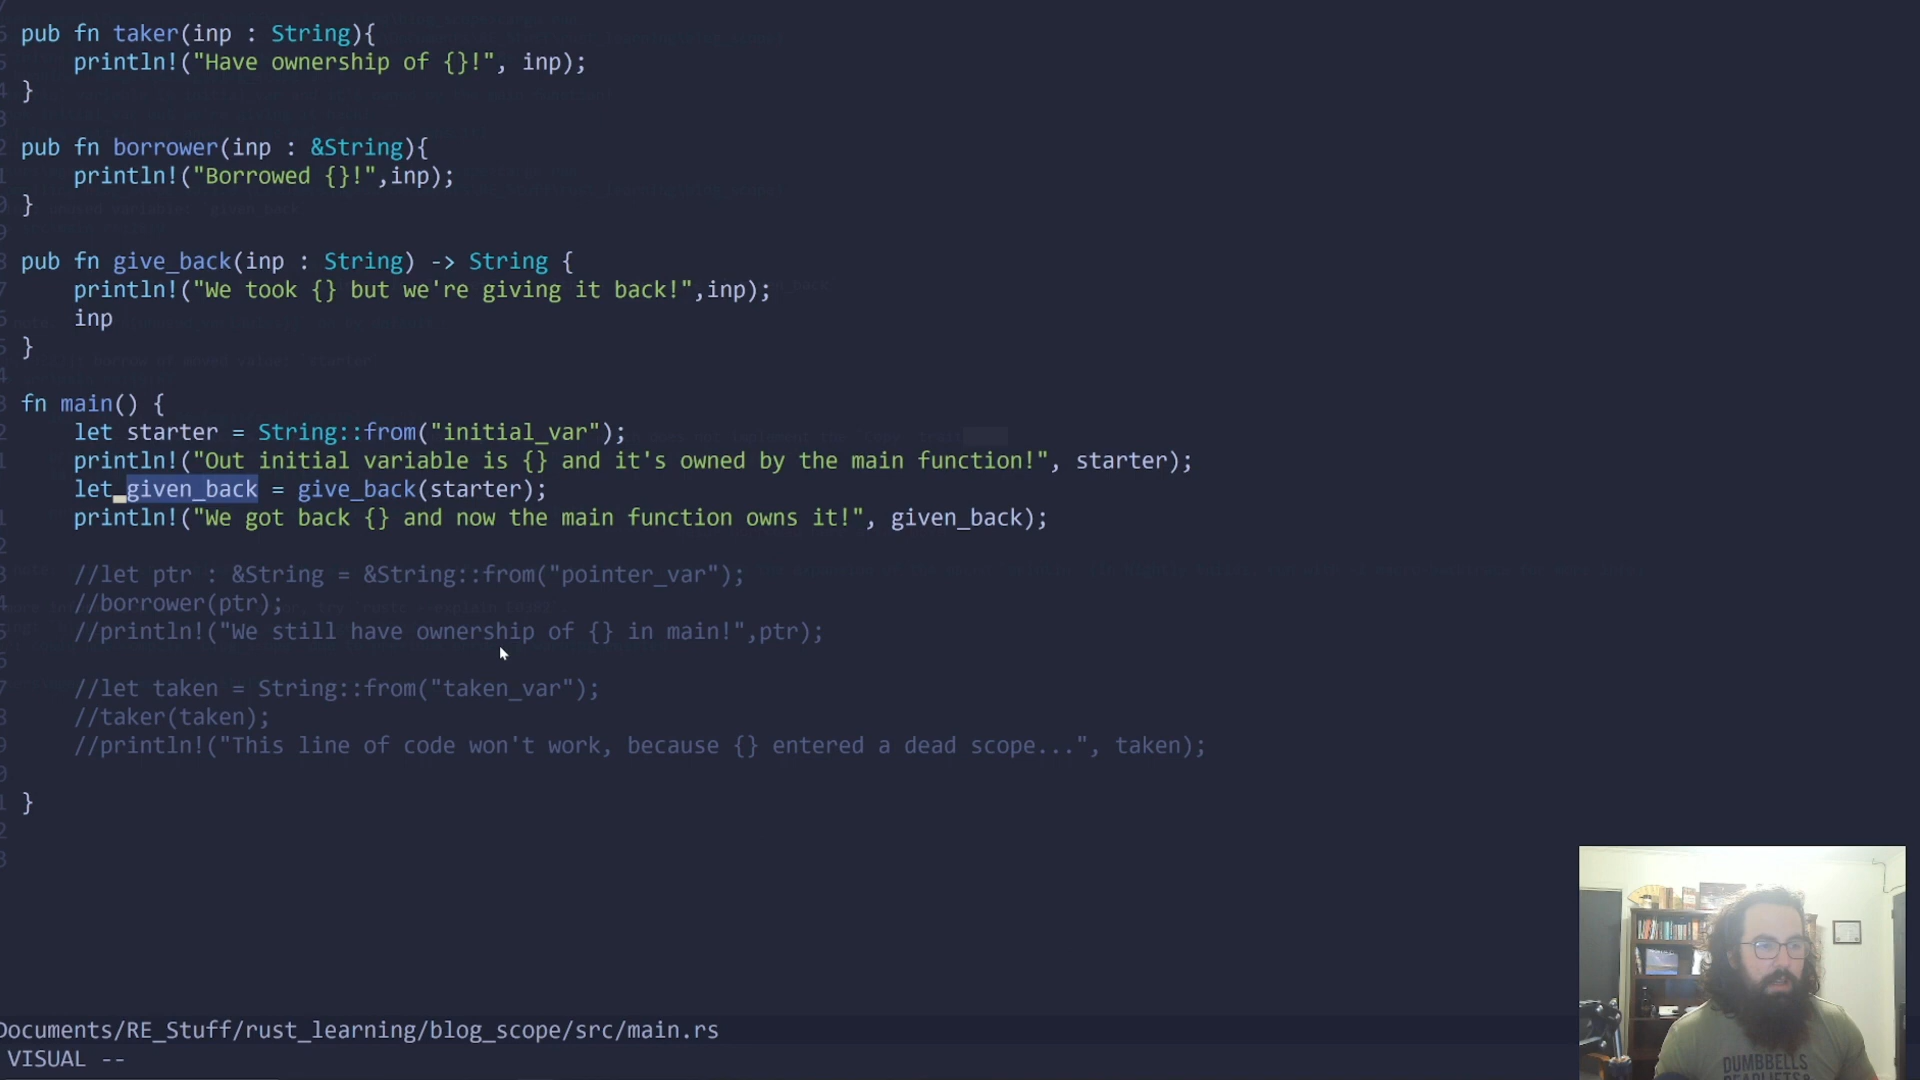 pub fn taker(inp : String){
println!("Have ownership of {}!", inp);
}
pub fn borrower(inp : &String){
println!("Borrowed {}!",inp);
}
pub fn give_back(inp : String) -> String {
println!("We took {} but we're giving it back!",inp);
inp
}
fn main() {
let starter = String::from("initial_var");
println!("Out initial variable is {} and it's owned by the main function!", starter);
let given_back = give_back(starter);
println!("We got back {} and now the main function owns it!", given_back);
//let ptr : &String = &String::from("pointer_var");
//borrower(ptr);
//println!("We still have ownership of {} in main!",ptr);
//let taken = String::from("taken_var");
//taker(taken);
//println!("This line of code won't work, because {} entered a dead scope...", taken);
}
Documents/RE_Stuff/rust_learning/blog_scope/src/main.rs
VISUAL --
DUMBBELLS